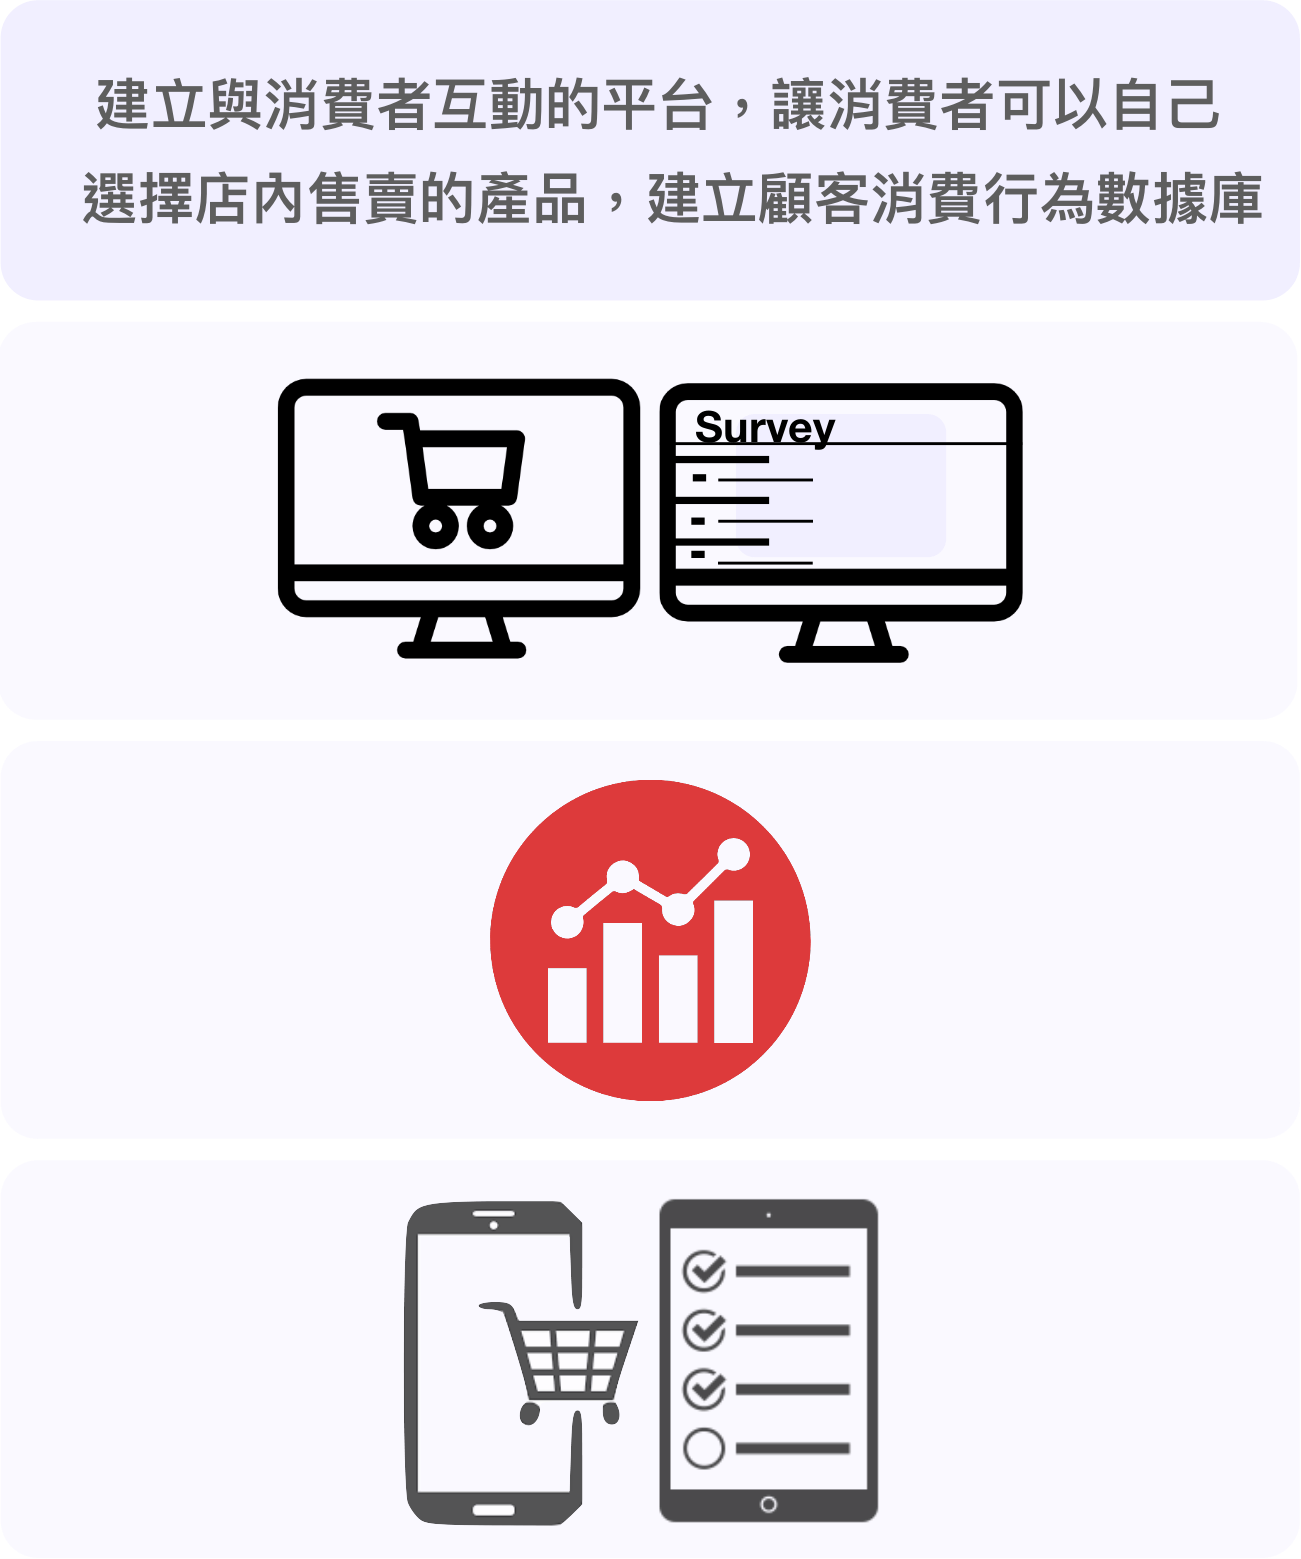 建立與消費者互動的平台，讓消費者可以自己
選擇店內售賣的產品，建立顧客消費行為數據庫
Survey